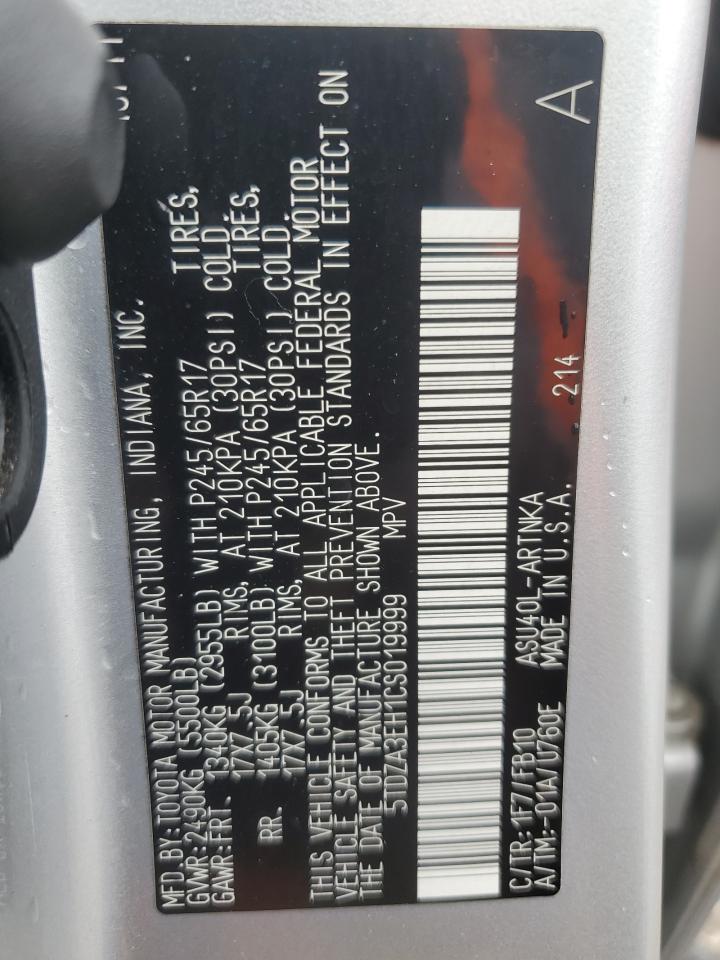 MFD.BY:TOYOTA MOTOR MANUFACTURING, INDIANA, INC.
GVWR:2490KG (5500LB)
GAWR:FRT. 1340KG (2955LB) WITH P245/65R17 TIRES,
17X7.5J RIMS, AT 210KPA (30PSI) COLD.
RR. 1405KG (3100LB) WITH P245/65R17 TIRES,
17X7.5J RIMS, AT 210KPA (30PSI) COLD.
THIS VEHICLE CONFORMS TO ALL APPLICABLE FEDERAL MOTOR
VEHICLE SAFETY AND THEFT PREVENTION STANDARDS IN EFFECT ON
THE DATE OF MANUFACTURE SHOWN ABOVE.
5TDZA3EH1CS019999 MPV
C/TR:1F7/FB10 ASU40L-ARTNKA
A/TM:-01A/U760E MADE IN U.S.A. 214
A